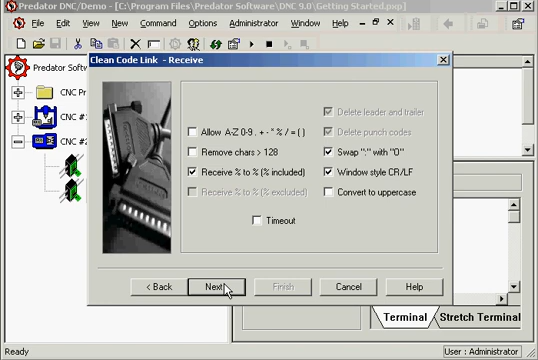 Predator DNC/Demo - [C:\Program Files\Predator Software\DNC 9.0\Getting Started.pxp]
File Edit View Command Options Administrator Window Help
Clean Code Link - Receive
Predator Softw
CNC Pr
CNC #
CNC #2
Allow A-Z 0-9 . + - * % / = ( )
Remove chars > 128
Receive % to % (% included)
Receive % to % (% excluded)
Delete leader and trailer
Delete punch codes
Swap ":" with "O"
Window style CR/LF
Convert to uppercase
Timeout
< Back Next Finish Cancel Help
Terminal Stretch Terminal
Ready User : Administrator